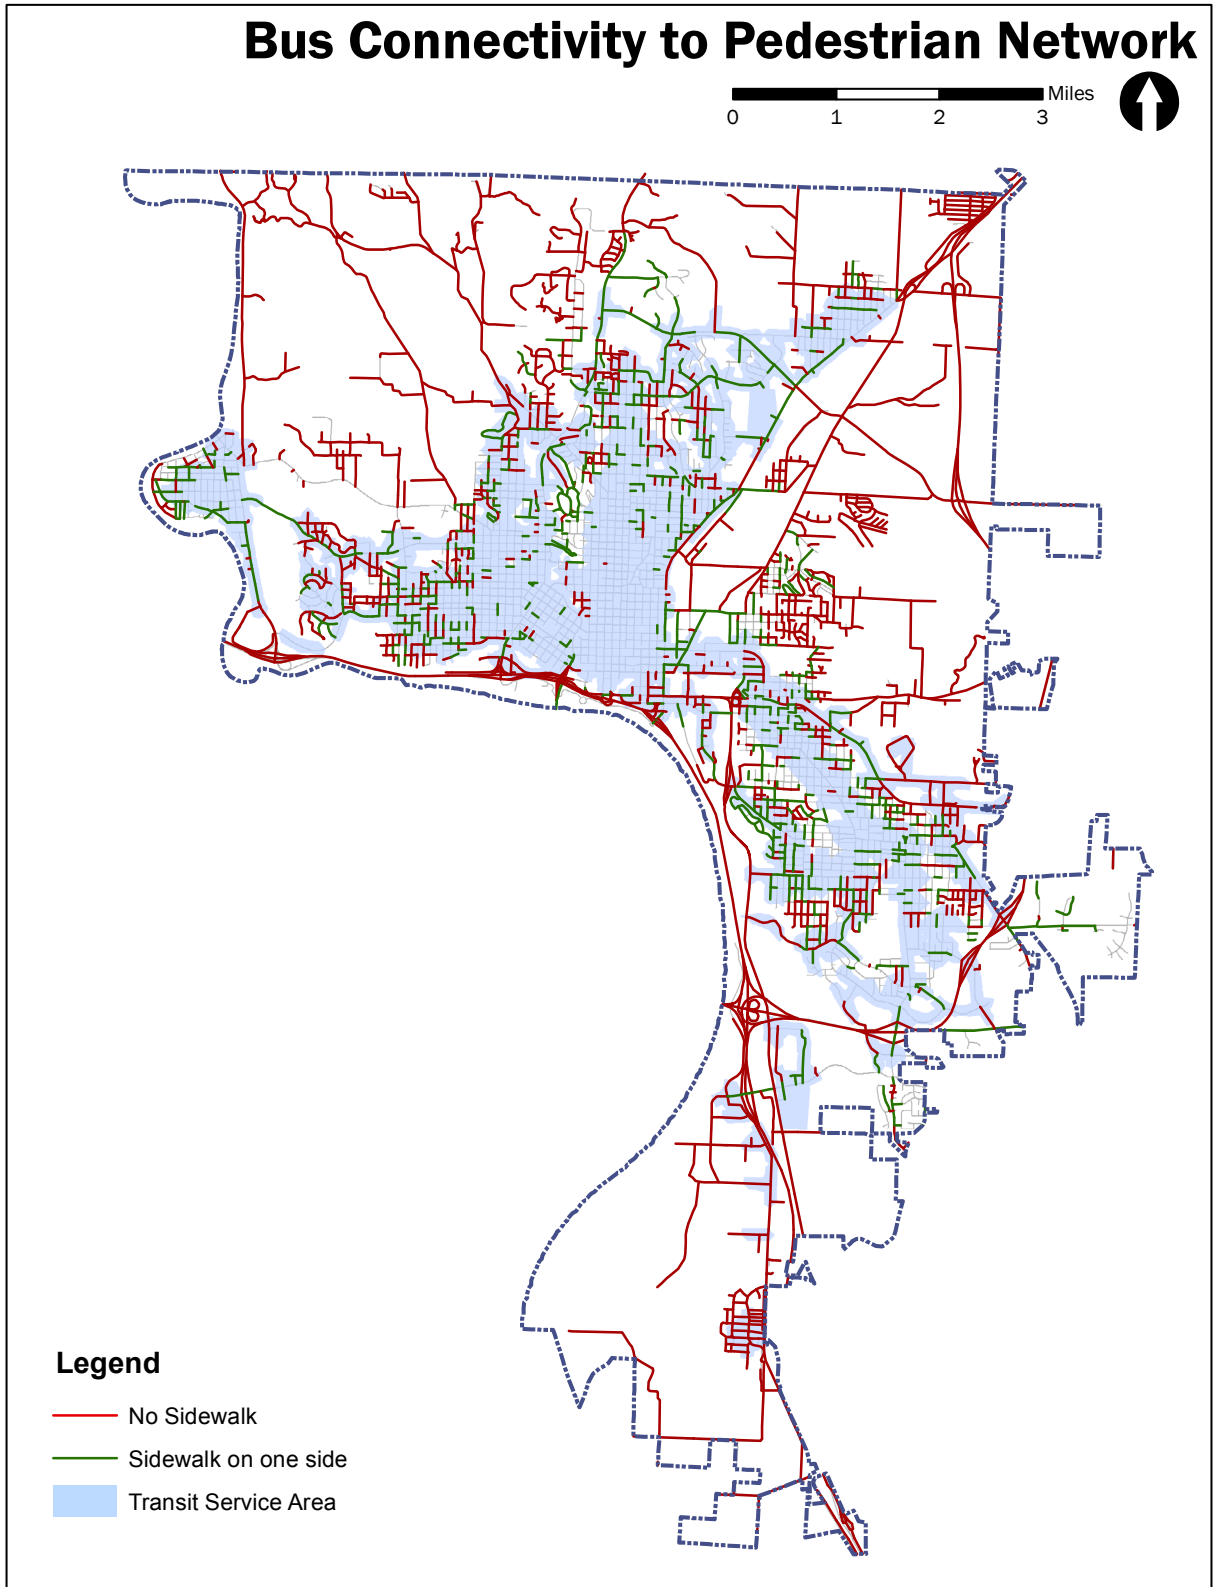 Bus Connectivity to Pedestrian Network
Miles
0 1 2 3
Legend
No Sidewalk
Sidewalk on one side
Transit Service Area